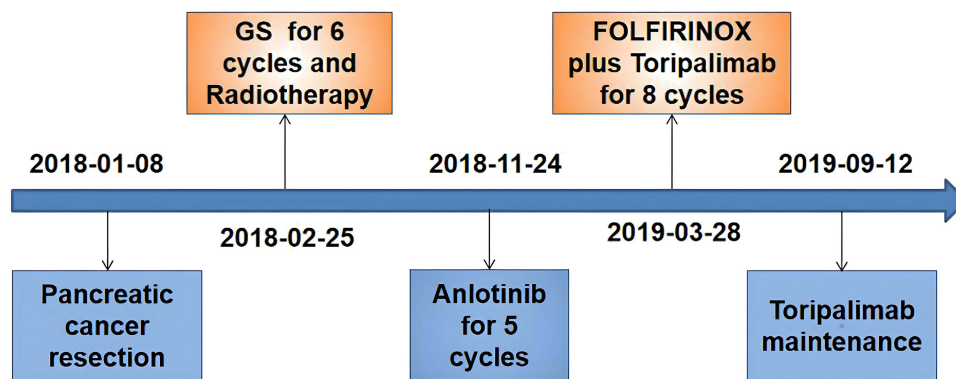 GS for 6
cycles and
Radiotherapy
FOLFIRINOX
plus Toripalimab
for 8 cycles
2018-01-08
2018-11-24
2019-09-12
2018-02-25
2019-03-28
Pancreatic
cancer
resection
Anlotinib
for 5
cycles
Toripalimab
maintenance